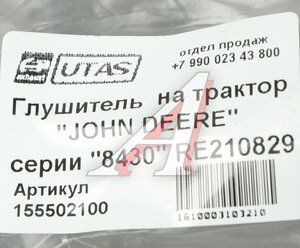 UTAS
отдел продаж
+7 990 023 43 800
Глушитель на трактор
"JOHN DEERE"
серии "8430" RE210829
Артикул
155502100
1610003103210